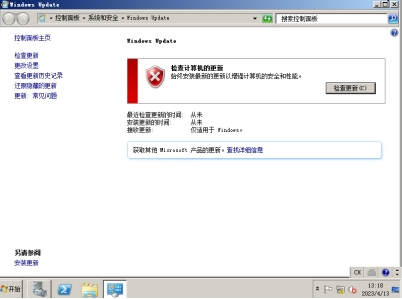 Windows Update
控制面板 系统和安全 Windows Update
搜索控制面板
控制面板主页
检查更新
更改设置
查看更新历史记录
还原隐藏的更新
更新: 常见问题
Windows Update
检查计算机的更新
始终安装最新的更新以增强计算机的安全和性能。
检查更新(C)
最近检查更新的时间: 从未
安装更新的时间: 从未
接收更新: 仅适用于 Windows。
获取其他 Microsoft 产品的更新。查找详细信息
另请参阅
安装更新
CH
开始
13:18
2023/4/13